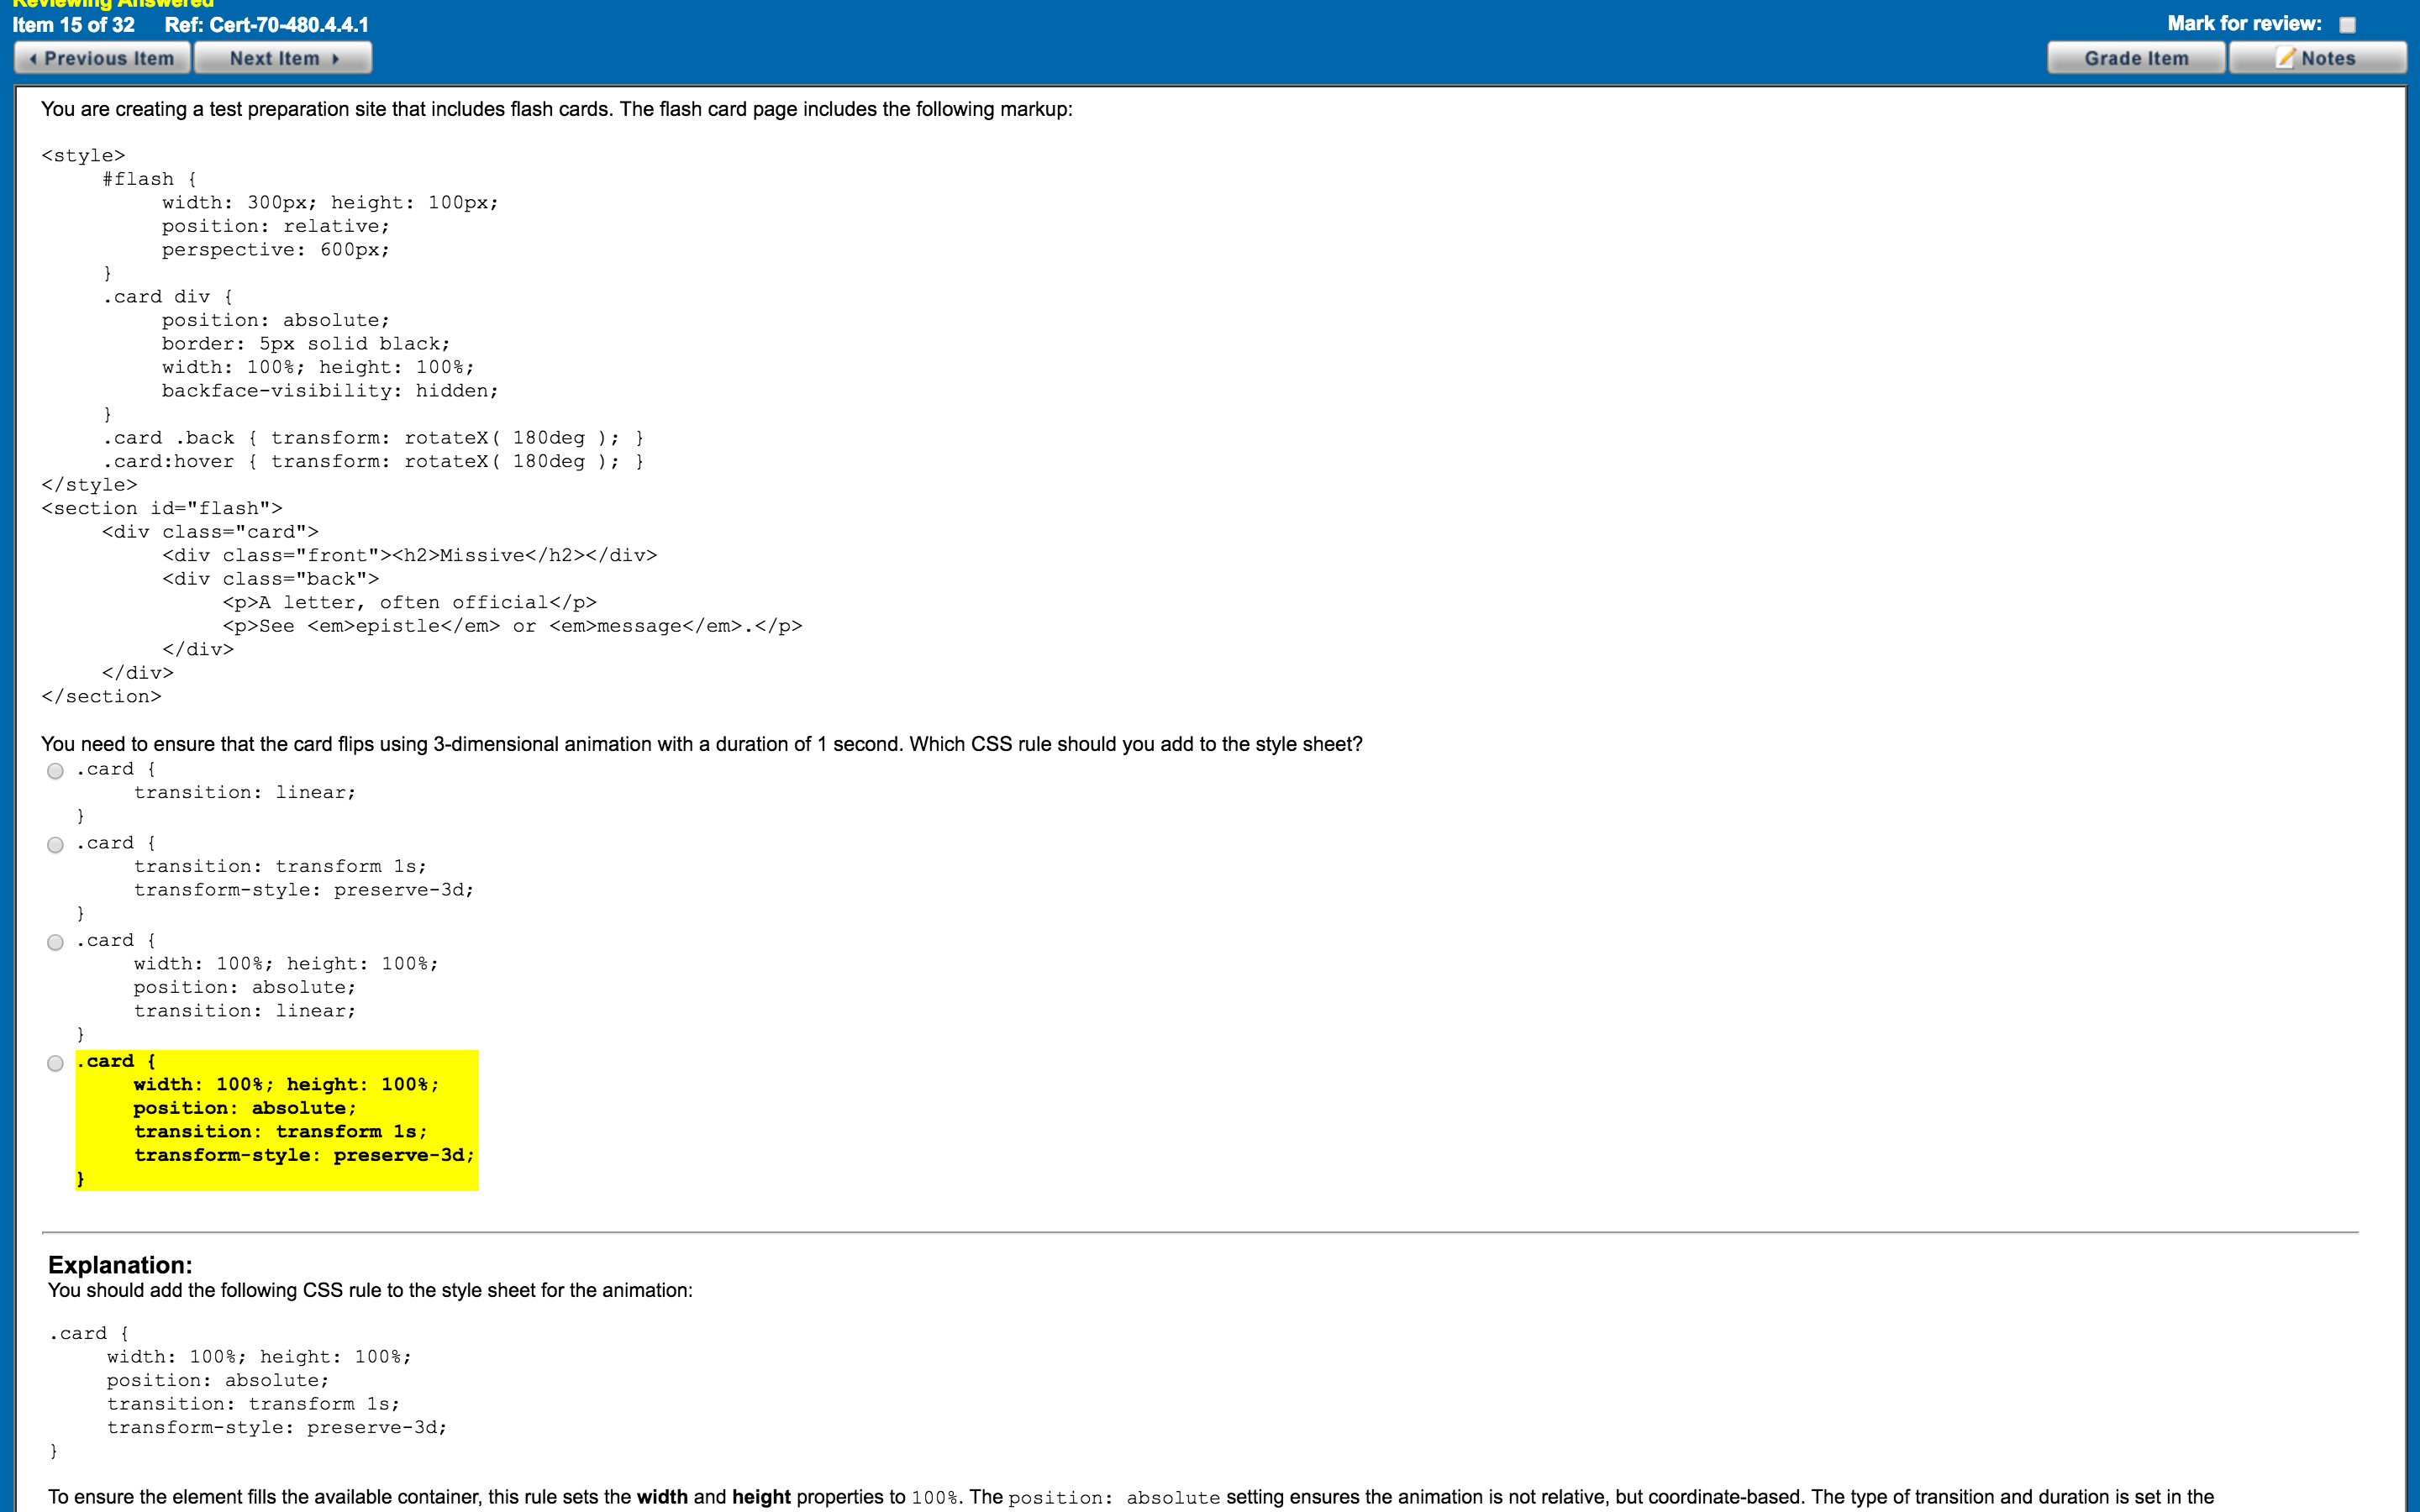 Reviewing Answered
Item 15 of 32 Ref: Cert-70-480.4.4.1
Mark for review:
Previous Item Next Item
Grade Item Notes
You are creating a test preparation site that includes flash cards. The flash card page includes the following markup:
<style>
#flash {
width: 300px; height: 100px;
position: relative;
perspective: 600px;
}
.card div {
position: absolute;
border: 5px solid black;
width: 100%; height: 100%;
backface-visibility: hidden;
}
.card .back { transform: rotateX( 180deg ); }
.card:hover { transform: rotateX( 180deg ); }
</style>
<section id="flash">
<div class="card">
<div class="front"><h2>Missive</h2></div>
<div class="back">
<p>A letter, often official</p>
<p>See <em>epistle</em> or <em>message</em>.</p>
</div>
</div>
</section>
You need to ensure that the card flips using 3-dimensional animation with a duration of 1 second. Which CSS rule should you add to the style sheet?
.card {
transition: linear;
}
.card {
transition: transform 1s;
transform-style: preserve-3d;
}
.card {
width: 100%; height: 100%;
position: absolute;
transition: linear;
}
.card {
width: 100%; height: 100%;
position: absolute;
transition: transform 1s;
transform-style: preserve-3d;
}
Explanation:
You should add the following CSS rule to the style sheet for the animation:
.card {
width: 100%; height: 100%;
position: absolute;
transition: transform 1s;
transform-style: preserve-3d;
}
To ensure the element fills the available container, this rule sets the width and height properties to 100%. The position: absolute setting ensures the animation is not relative, but coordinate-based. The type of transition and duration is set in the